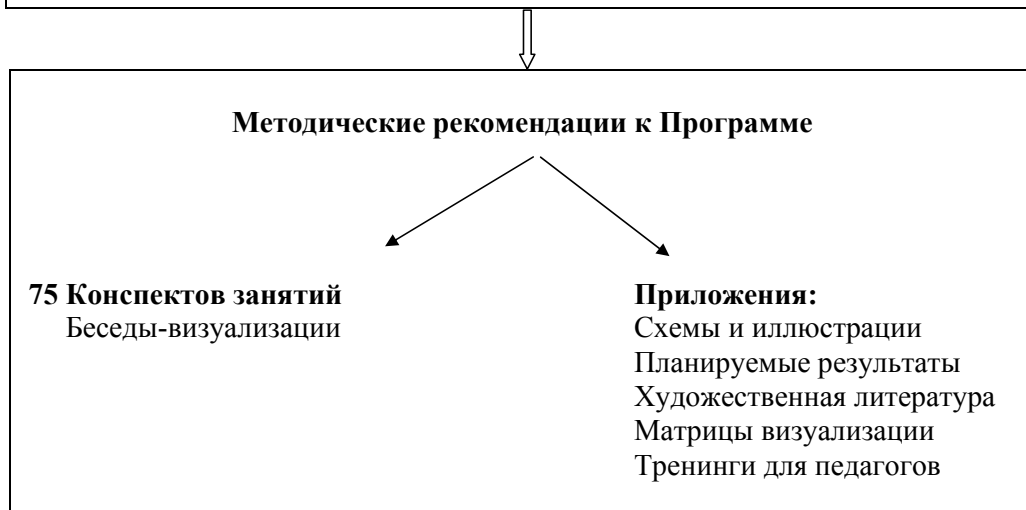 Методические рекомендации к Программе
75 Конспектов занятий
Беседы-визуализации
Приложения:
Схемы и иллюстрации
Планируемые результаты
Художественная литература
Матрицы визуализации
Тренинги для педагогов